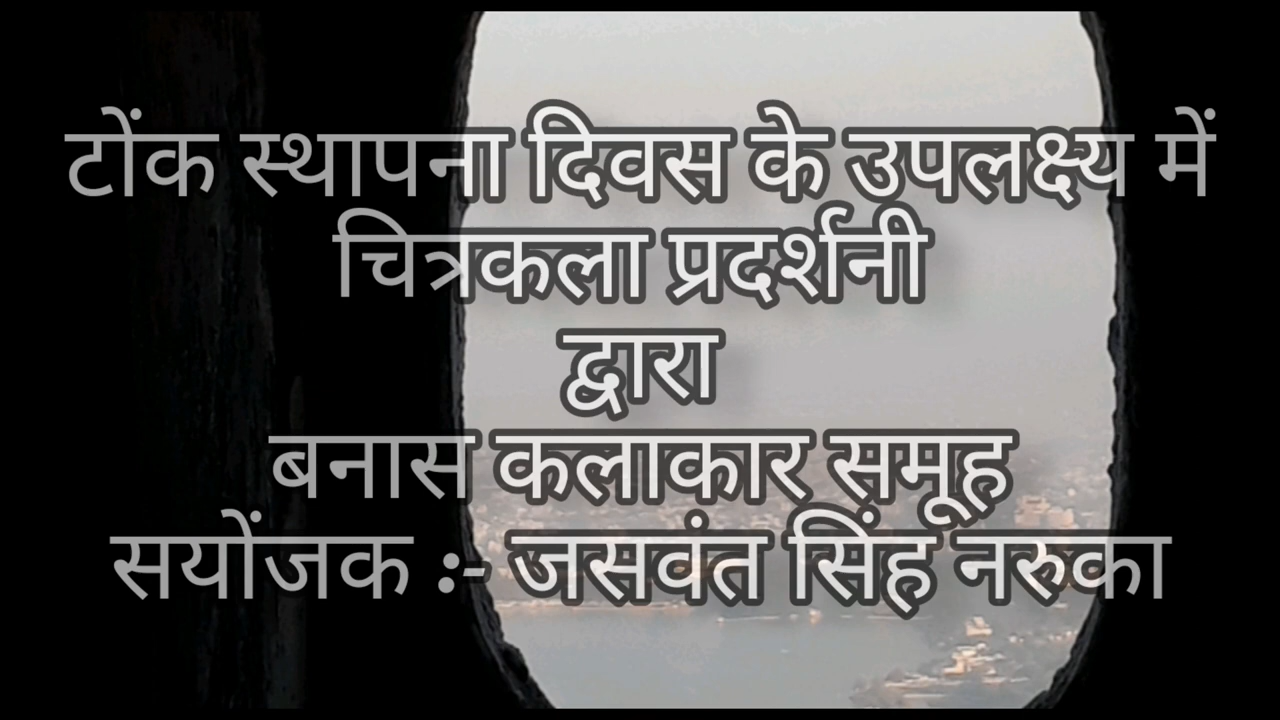 टोंक स्थापना दिवस के उपलक्ष्य में
चित्रकला प्रदर्शनी
द्वारा
बनास कलाकार समूह
सयोंजक :- जसवंत सिंह नरुका